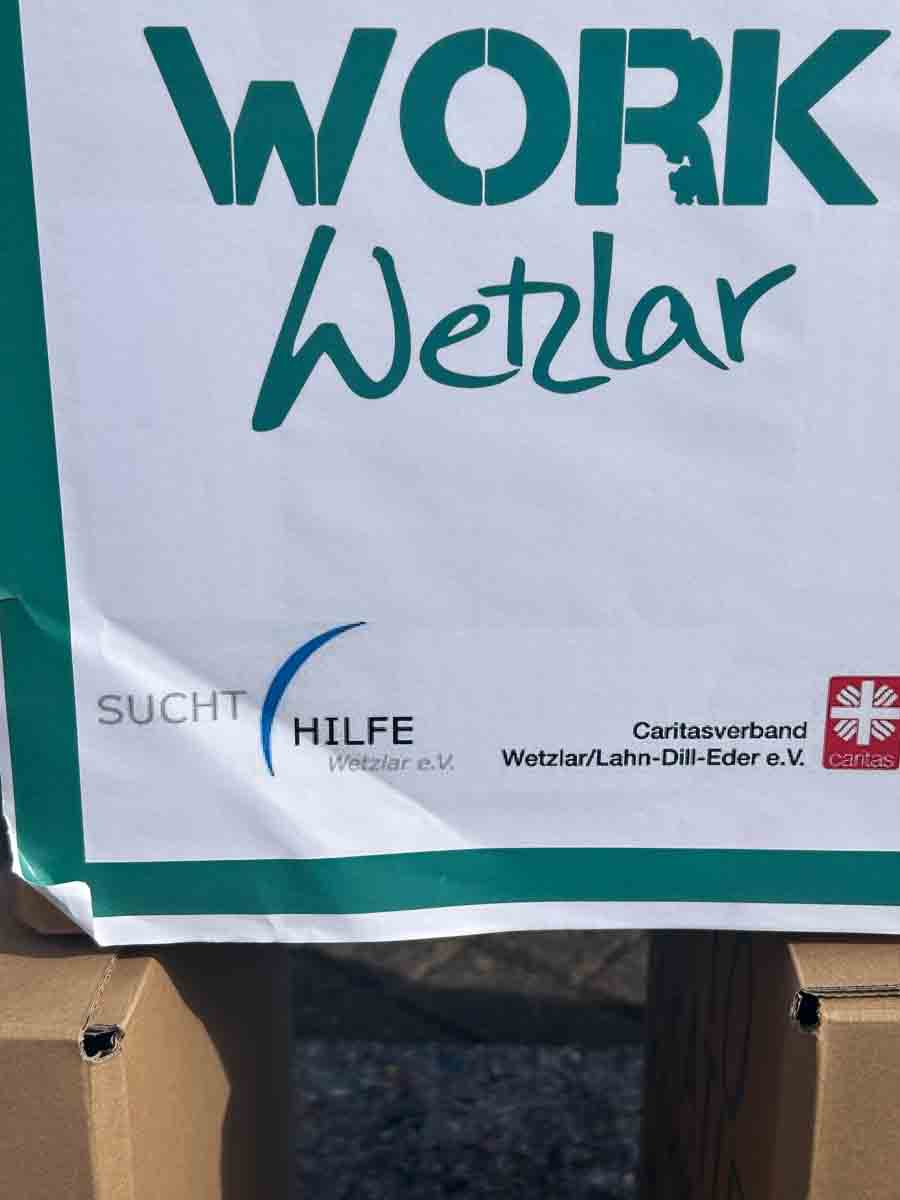 WORK
Wetzlar
SUCHT
HILFE
Wetzlar e.V.
Caritasverband
Wetzlar/Lahn-Dill-Eder e.V.
caritas